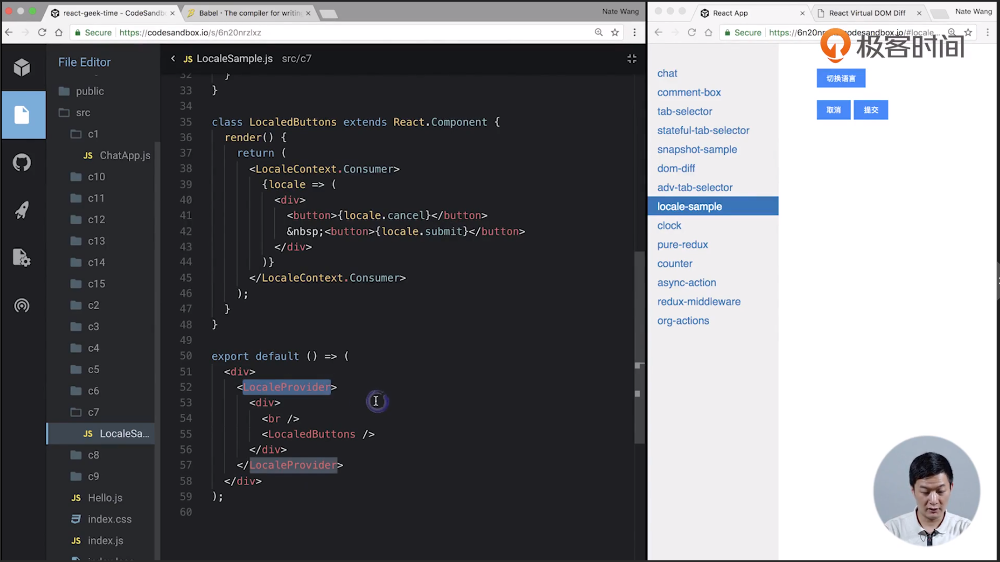 react-geek-time - CodeSandbo
Babel · The compiler for writing
Nate Wang
Secure
https://codesandbox.io/s/6n20nrzlxz
File Editor
public
src
c1
JS ChatApp.js
c10
c11
c12
c13
c14
c15
c2
c3
c4
c5
c6
c7
JS LocaleSa...
c8
c9
JS Hello.js
index.css
JS index.js
JS LocaleSample.js src/c7
32 }
33 }
34
35 class LocaledButtons extends React.Component {
36 render() {
37 return (
38 <LocaleContext.Consumer>
39 {locale => (
40 <div>
41 <button>{locale.cancel}</button>
42 &nbsp;<button>{locale.submit}</button>
43 </div>
44 )}
45 </LocaleContext.Consumer>
46 );
47 }
48 }
49
50 export default () => (
51 <div>
52 <LocaleProvider>
53 <div>
54 <br />
55 <LocaledButtons />
56 </div>
57 </LocaleProvider>
58 </div>
59 );
60
React App
React Virtual DOM Diff
Nate Wang
Secure
极客时间
chat
comment-box
tab-selector
stateful-tab-selector
snapshot-sample
dom-diff
adv-tab-selector
locale-sample
clock
pure-redux
counter
async-action
redux-middleware
org-actions
切换语言
取消
提交